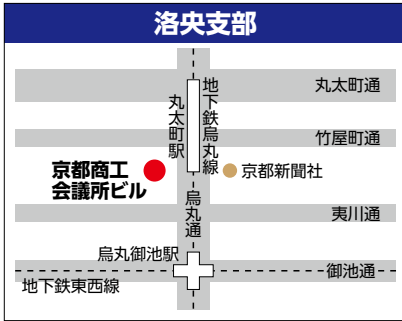 洛央支部
丸太町通
地下鉄烏丸線
丸太町駅
竹屋町通
京都商工
会議所ビル
京都新聞社
烏丸通
夷川通
烏丸御池駅
御池通
地下鉄東西線